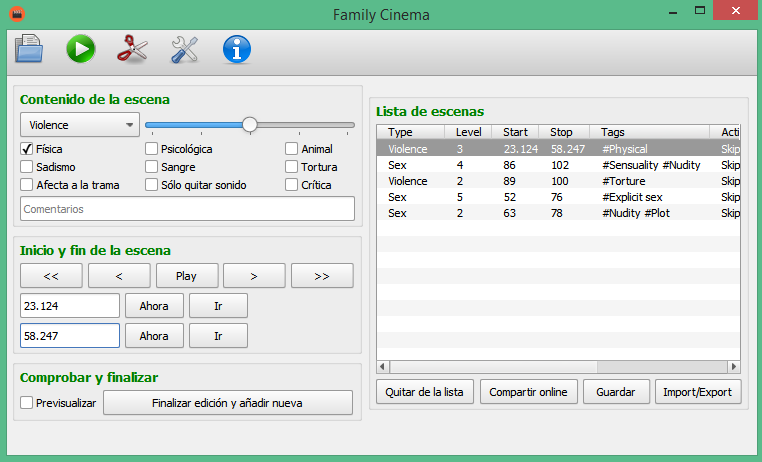 Family Cinema
Contenido de la escena
Violence
Física Psicológica Animal
Sadismo Sangre Tortura
Afecta a la trama Sólo quitar sonido Crítica
Comentarios
Inicio y fin de la escena
<< < Play > >>
23.124 Ahora Ir
58.247 Ahora Ir
Comprobar y finalizar
Previsualizar Finalizar edición y añadir nueva
Lista de escenas
Type Level Start Stop Tags Acti
Violence 3 23.124 58.247 #Physical Skip
Sex 4 86 102 #Sensuality #Nudity Skip
Violence 2 89 100 #Torture Skip
Sex 5 52 76 #Explicit sex Skip
Sex 2 63 78 #Nudity #Plot Skip
Quitar de la lista Compartir online Guardar Import/Export